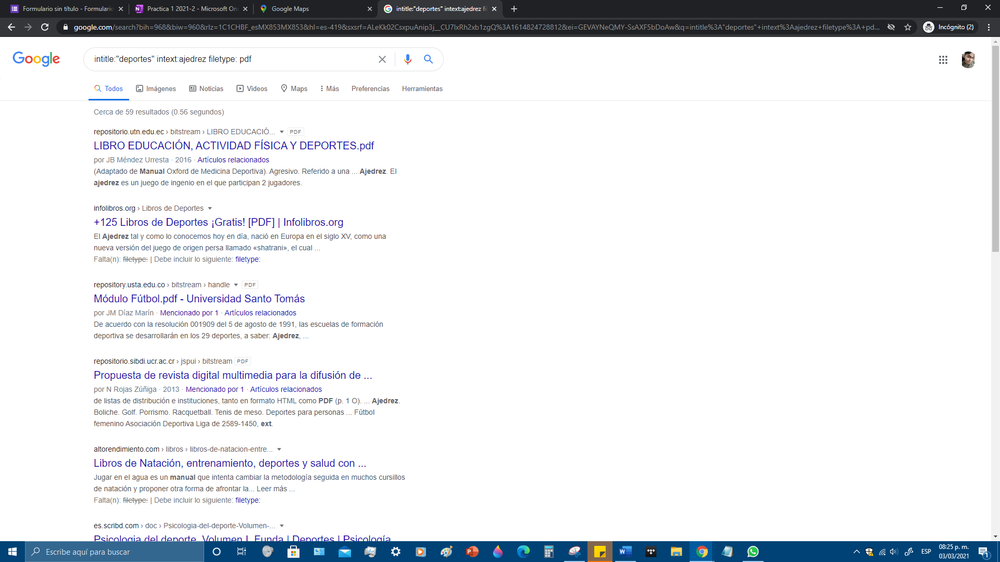 Formulario sin título - Formulario
Practica 1 2021-2 - Microsoft On
Google Maps
intitle:"deportes" intext:ajedrez fil
google.com/search?bih=968&biw=960&rlz=1C1CHBF_esMX853MX853&hl=es-419&sxsrf=ALeKk02CsxpuAnip3j__CU7lxRh2xb1zgQ%3A1614824728812&ei=GEVAYNeQMY-SsAXF5bDoAw&q=intitle%3A"deportes"+intext%3Aajedrez+filetype%3A+pd...
Incógnito (2)
Google
intitle:"deportes" intext:ajedrez filetype: pdf
Todos
Imágenes
Noticias
Videos
Maps
Más
Preferencias
Herramientas
Cerca de 59 resultados (0.56 segundos)
repositorio.utn.edu.ec › bitstream › LIBRO EDUCACIÓ... PDF
LIBRO EDUCACIÓN, ACTIVIDAD FÍSICA Y DEPORTES.pdf
por JB Méndez Urresta · 2016 · Artículos relacionados
(Adaptado de Manual Oxford de Medicina Deportiva). Agresivo. Referido a una ... Ajedrez. El
ajedrez es un juego de ingenio en el que participan 2 jugadores.
infolibros.org › Libros de Deportes
+125 Libros de Deportes ¡Gratis! [PDF] | Infolibros.org
El Ajedrez tal y como lo conocemos hoy en día, nació en Europa en el siglo XV, como una
nueva versión del juego de origen persa llamado «shatrani», el cual ...
Falta(n): filetype: | Debe incluir lo siguiente: filetype:
repository.usta.edu.co › bitstream › handle PDF
Módulo Fútbol.pdf - Universidad Santo Tomás
por JM Díaz Marín · Mencionado por 1 · Artículos relacionados
De acuerdo con la resolución 001909 del 5 de agosto de 1991, las escuelas de formación
deportiva se desarrollarán en los 29 deportes, a saber: Ajedrez, ...
repositorio.sibdi.ucr.ac.cr › jspui › bitstream PDF
Propuesta de revista digital multimedia para la difusión de ...
por N Rojas Zúñiga · 2013 · Mencionado por 1 · Artículos relacionados
de listas de distribución e instituciones, tanto en formato HTML como PDF (p. 1 O). ... Ajedrez.
Boliche. Golf. Porrismo. Racquetball. Tenis de meso. Deportes para personas ... Fútbol
femenino Asociación Deportiva Liga de 2589-1450, ext.
altorendimiento.com › libros › libros-de-natacion-entre...
Libros de Natación, entrenamiento, deportes y salud con ...
Jugar en el agua es un manual que intenta cambiar la metodología seguida en muchos cursillos
de natación y proponer otra forma de afrontar la... Leer más ...
Falta(n): filetype: | Debe incluir lo siguiente: filetype:
es.scribd.com › doc › Psicologia-del-deporte-Volumen-...
Psicologia del deporte. Volumen I. Funda | Deportes | Psicología
Escribe aquí para buscar
ESP
08:25 p. m.
03/03/2021
1